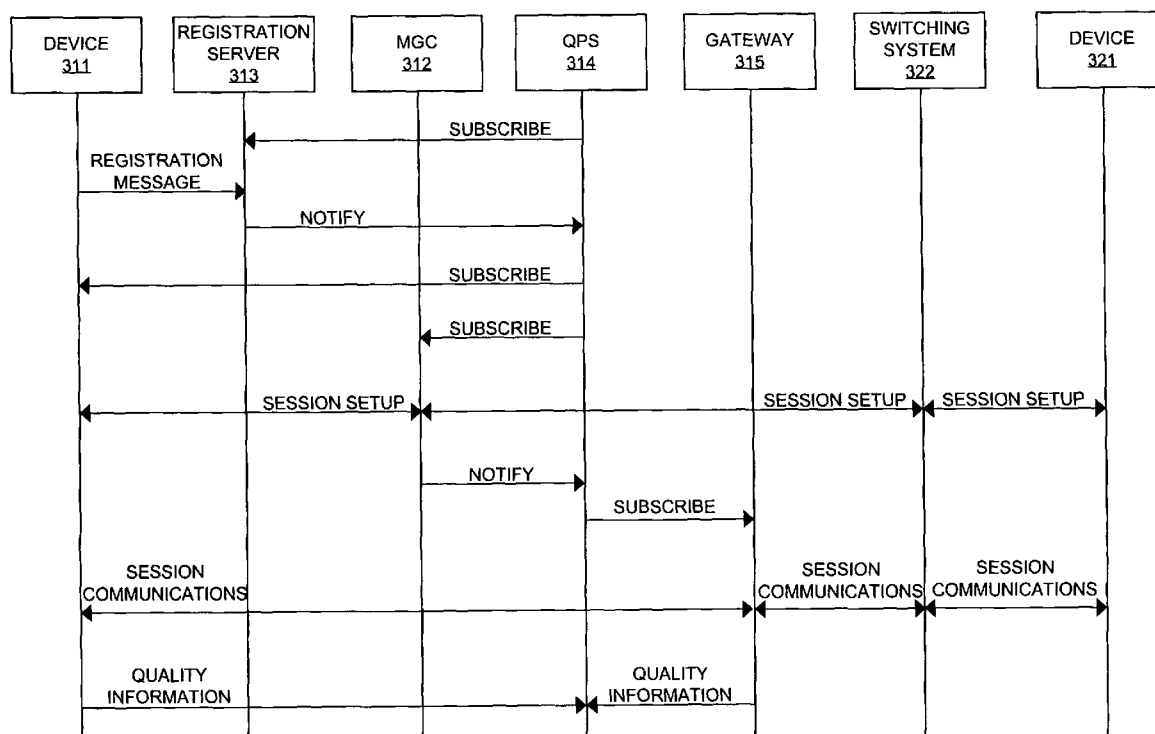 DEVICE
311
REGISTRATION
SERVER
313
MGC
312
QPS
314
GATEWAY
315
SWITCHING
SYSTEM
322
DEVICE
321
SUBSCRIBE
REGISTRATION
MESSAGE
NOTIFY
SUBSCRIBE
SUBSCRIBE
SESSION SETUP
SESSION SETUP
SESSION SETUP
NOTIFY
SUBSCRIBE
SESSION
COMMUNICATIONS
SESSION
COMMUNICATIONS
SESSION
COMMUNICATIONS
QUALITY
INFORMATION
QUALITY
INFORMATION